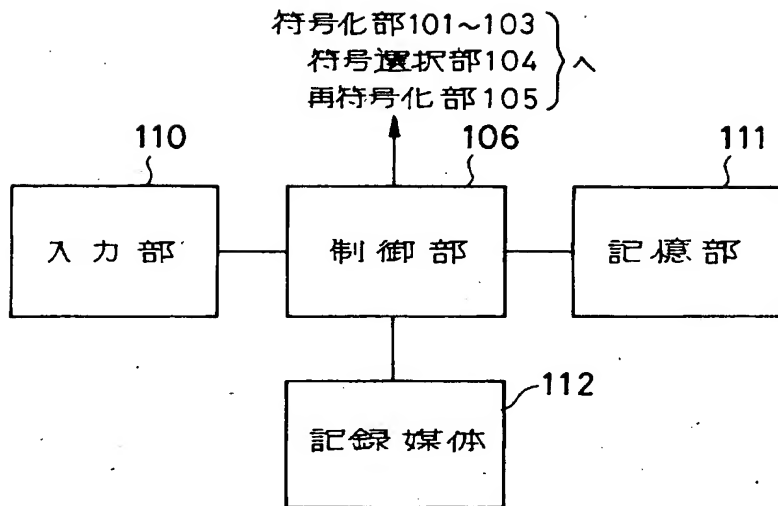 符号化部101~103
符号選択部104
再符号化部105
へ
110
106
111
入力部
制御部
記憶部
112
記録媒体